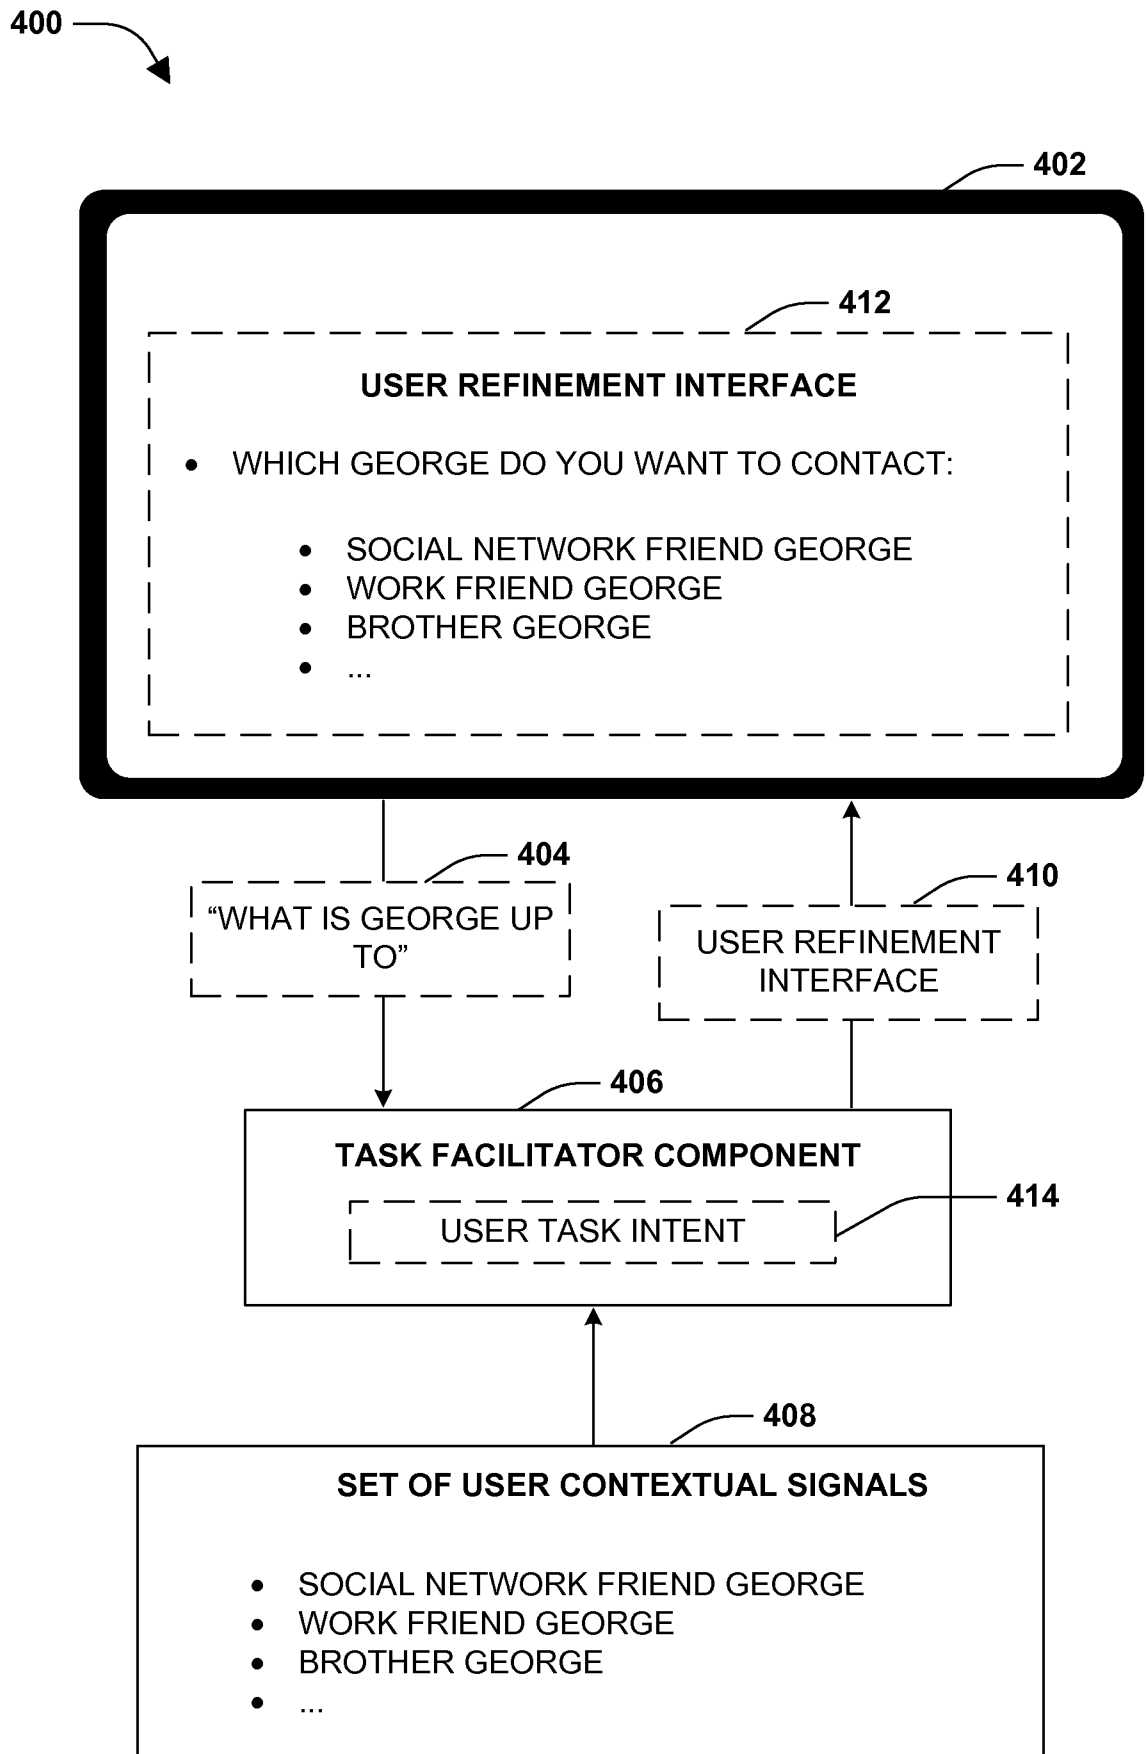 400
402
412
USER REFINEMENT INTERFACE
• WHICH GEORGE DO YOU WANT TO CONTACT:
• SOCIAL NETWORK FRIEND GEORGE
• WORK FRIEND GEORGE
• BROTHER GEORGE
• ...
404
“WHAT IS GEORGE UP
TO”
410
USER REFINEMENT
INTERFACE
406
TASK FACILITATOR COMPONENT
414
USER TASK INTENT
408
SET OF USER CONTEXTUAL SIGNALS
• SOCIAL NETWORK FRIEND GEORGE
• WORK FRIEND GEORGE
• BROTHER GEORGE
• ...